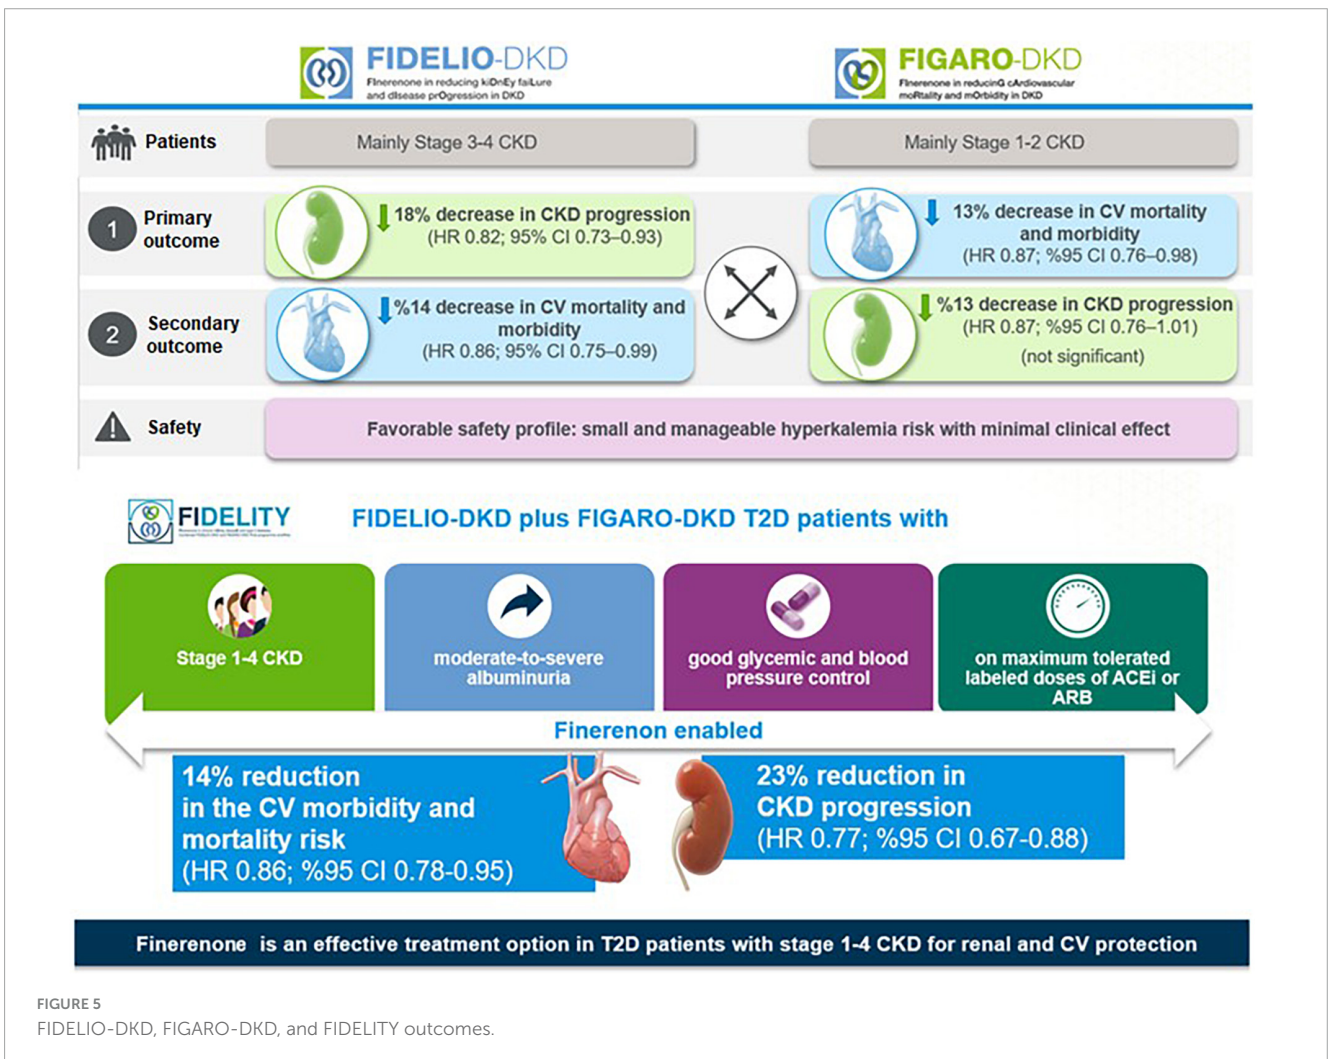 FIDELIO-DKD
FInerenone in reducing kiDnEy faiLure
and dIsease prOgression in DKD
FIGARO-DKD
FInerenone in reducinG cArdiovascular
moRtality and mOrbidity in DKD
Patients
Mainly Stage 3-4 CKD
Mainly Stage 1-2 CKD
1
Primary
outcome
18% decrease in CKD progression
(HR 0.82; 95% CI 0.73–0.93)
13% decrease in CV mortality
and morbidity
(HR 0.87; %95 CI 0.76–0.98)
2
Secondary
outcome
%14 decrease in CV mortality and
morbidity
(HR 0.86; 95% CI 0.75–0.99)
%13 decrease in CKD progression
(HR 0.87; %95 CI 0.76–1.01)
(not significant)
Safety
Favorable safety profile: small and manageable hyperkalemia risk with minimal clinical effect
FIDELITY
FIDELIO-DKD plus FIGARO-DKD T2D patients with
Stage 1-4 CKD
moderate-to-severe
albuminuria
good glycemic and blood
pressure control
on maximum tolerated
labeled doses of ACEi or
ARB
Finerenon enabled
14% reduction
in the CV morbidity and
mortality risk
(HR 0.86; %95 CI 0.78-0.95)
23% reduction in
CKD progression
(HR 0.77; %95 CI 0.67-0.88)
Finerenone is an effective treatment option in T2D patients with stage 1-4 CKD for renal and CV protection
FIGURE 5
FIDELIO-DKD, FIGARO-DKD, and FIDELITY outcomes.